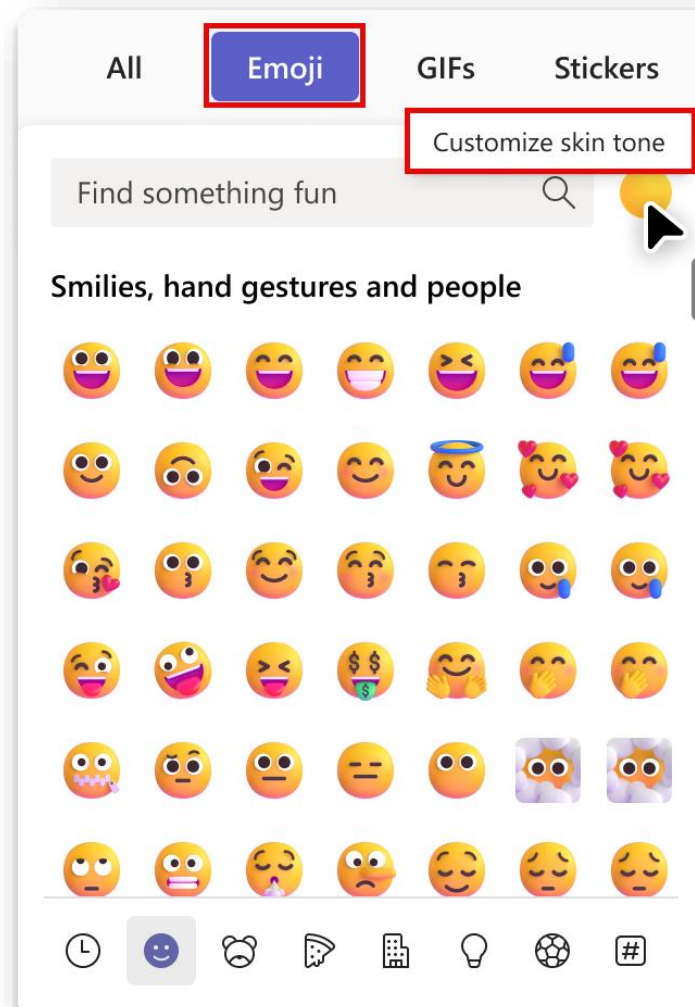 All Emoji GIFs Stickers
Customize skin tone
Find something fun
Smilies, hand gestures and people